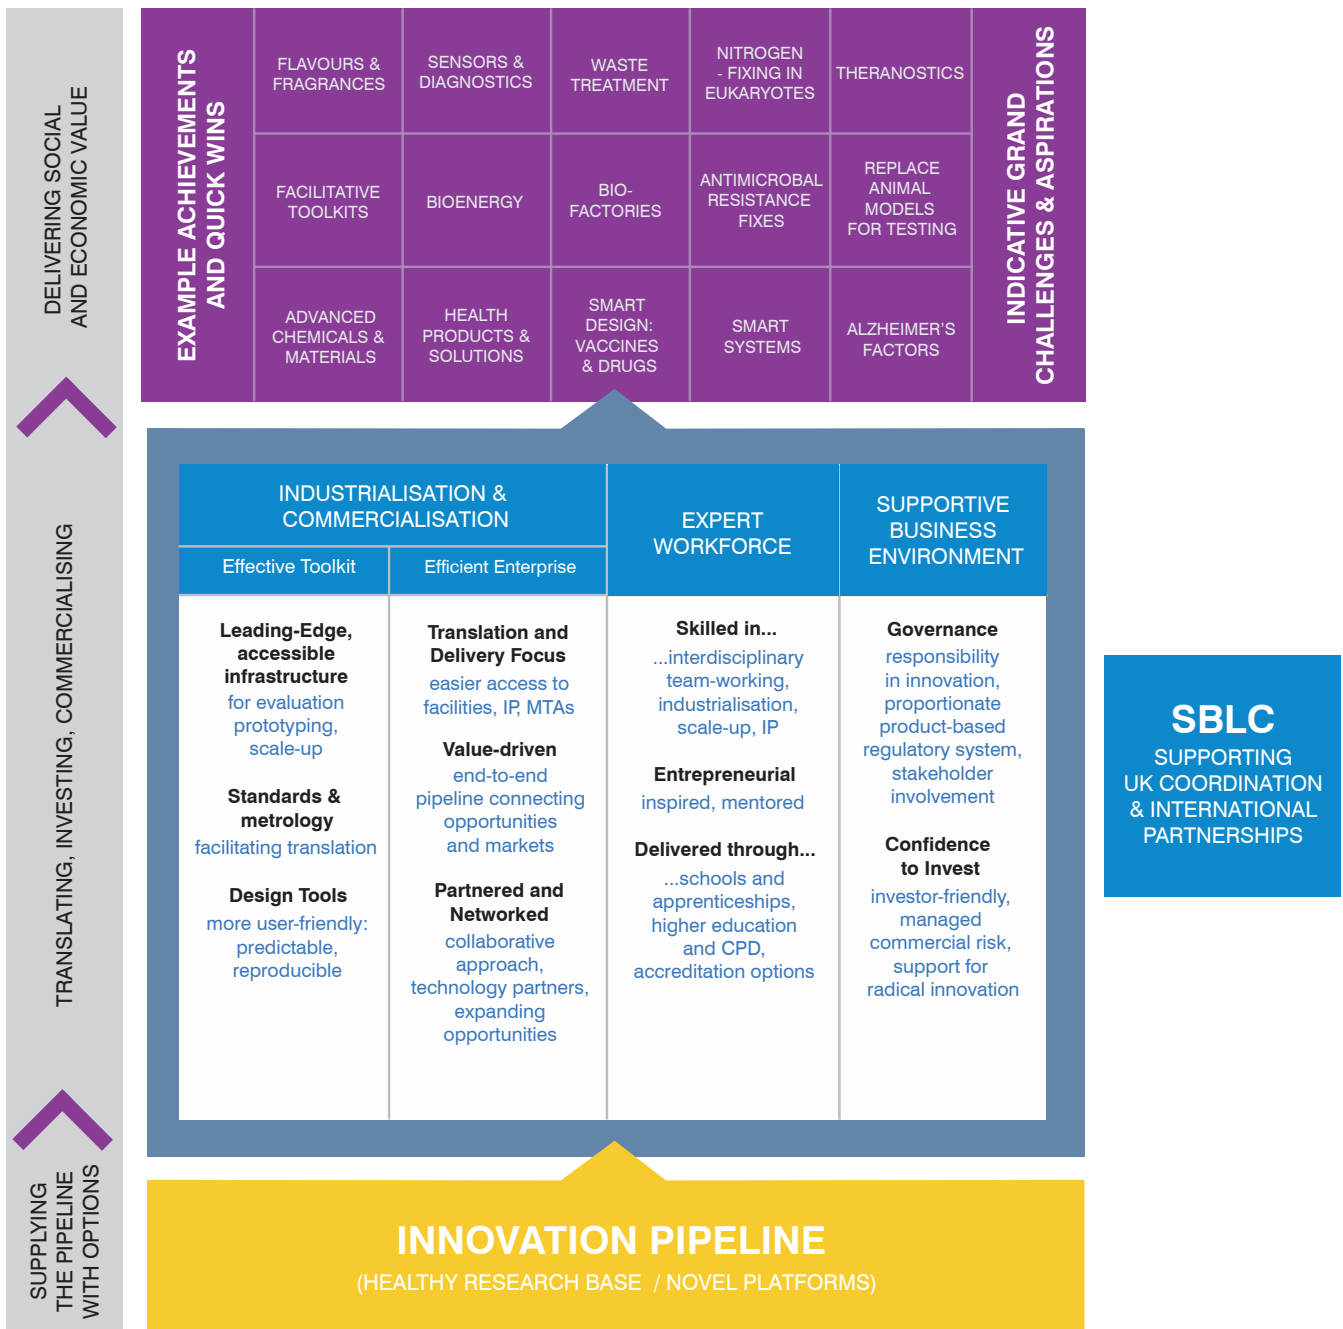 DELIVERING SOCIAL
AND ECONOMIC VALUE
TRANSLATING, INVESTING, COMMERCIALISING
SUPPLYING
THE PIPELINE
WITH OPTIONS
EXAMPLE ACHIEVEMENTS
AND QUICK WINS
FLAVOURS &
FRAGRANCES
SENSORS &
DIAGNOSTICS
WASTE
TREATMENT
NITROGEN
- FIXING IN
EUKARYOTES
THERANOSTICS
FACILITATIVE
TOOLKITS
BIOENERGY
BIO-
FACTORIES
ANTIMICROBAL
RESISTANCE
FIXES
REPLACE
ANIMAL
MODELS
FOR TESTING
ADVANCED
CHEMICALS &
MATERIALS
HEALTH
PRODUCTS &
SOLUTIONS
SMART
DESIGN:
VACCINES
& DRUGS
SMART
SYSTEMS
ALZHEIMER'S
FACTORS
INDICATIVE GRAND
CHALLENGES & ASPIRATIONS
INDUSTRIALISATION &
COMMERCIALISATION
Effective Toolkit
Efficient Enterprise
EXPERT
WORKFORCE
SUPPORTIVE
BUSINESS
ENVIRONMENT
Leading-Edge,
accessible
infrastructure
for evaluation
prototyping,
scale-up
Standards &
metrology
facilitating translation
Design Tools
more user-friendly:
predictable,
reproducible
Translation and
Delivery Focus
easier access to
facilities, IP, MTAs
Value-driven
end-to-end
pipeline connecting
opportunities
and markets
Partnered and
Networked
collaborative
approach,
technology partners,
expanding
opportunities
Skilled in...
...interdisciplinary
team-working,
industrialisation,
scale-up, IP
Entrepreneurial
inspired, mentored
Delivered through...
...schools and
apprenticeships,
higher education
and CPD,
accreditation options
Governance
responsibility
in innovation,
proportionate
product-based
regulatory system,
stakeholder
involvement
Confidence
to Invest
investor-friendly,
managed
commercial risk,
support for
radical innovation
SBLC
SUPPORTING
UK COORDINATION
& INTERNATIONAL
PARTNERSHIPS
INNOVATION PIPELINE
(HEALTHY RESEARCH BASE / NOVEL PLATFORMS)